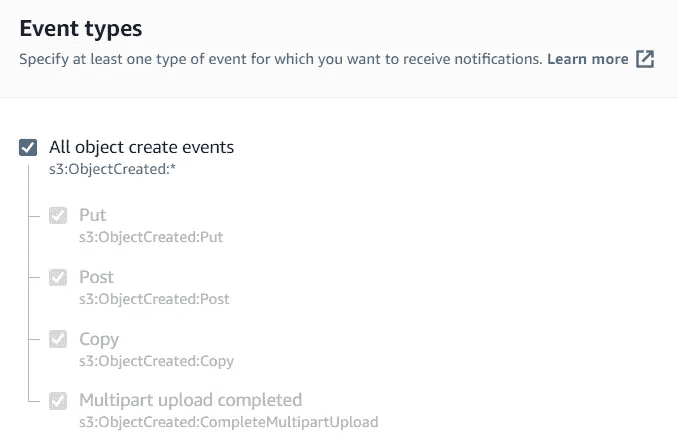 Event types
Specify at least one type of event for which you want to receive notifications. Learn more
All object create events
s3:ObjectCreated:*
Put
s3:ObjectCreated:Put
Post
s3:ObjectCreated:Post
Copy
s3:ObjectCreated:Copy
Multipart upload completed
s3:ObjectCreated:CompleteMultipartUpload